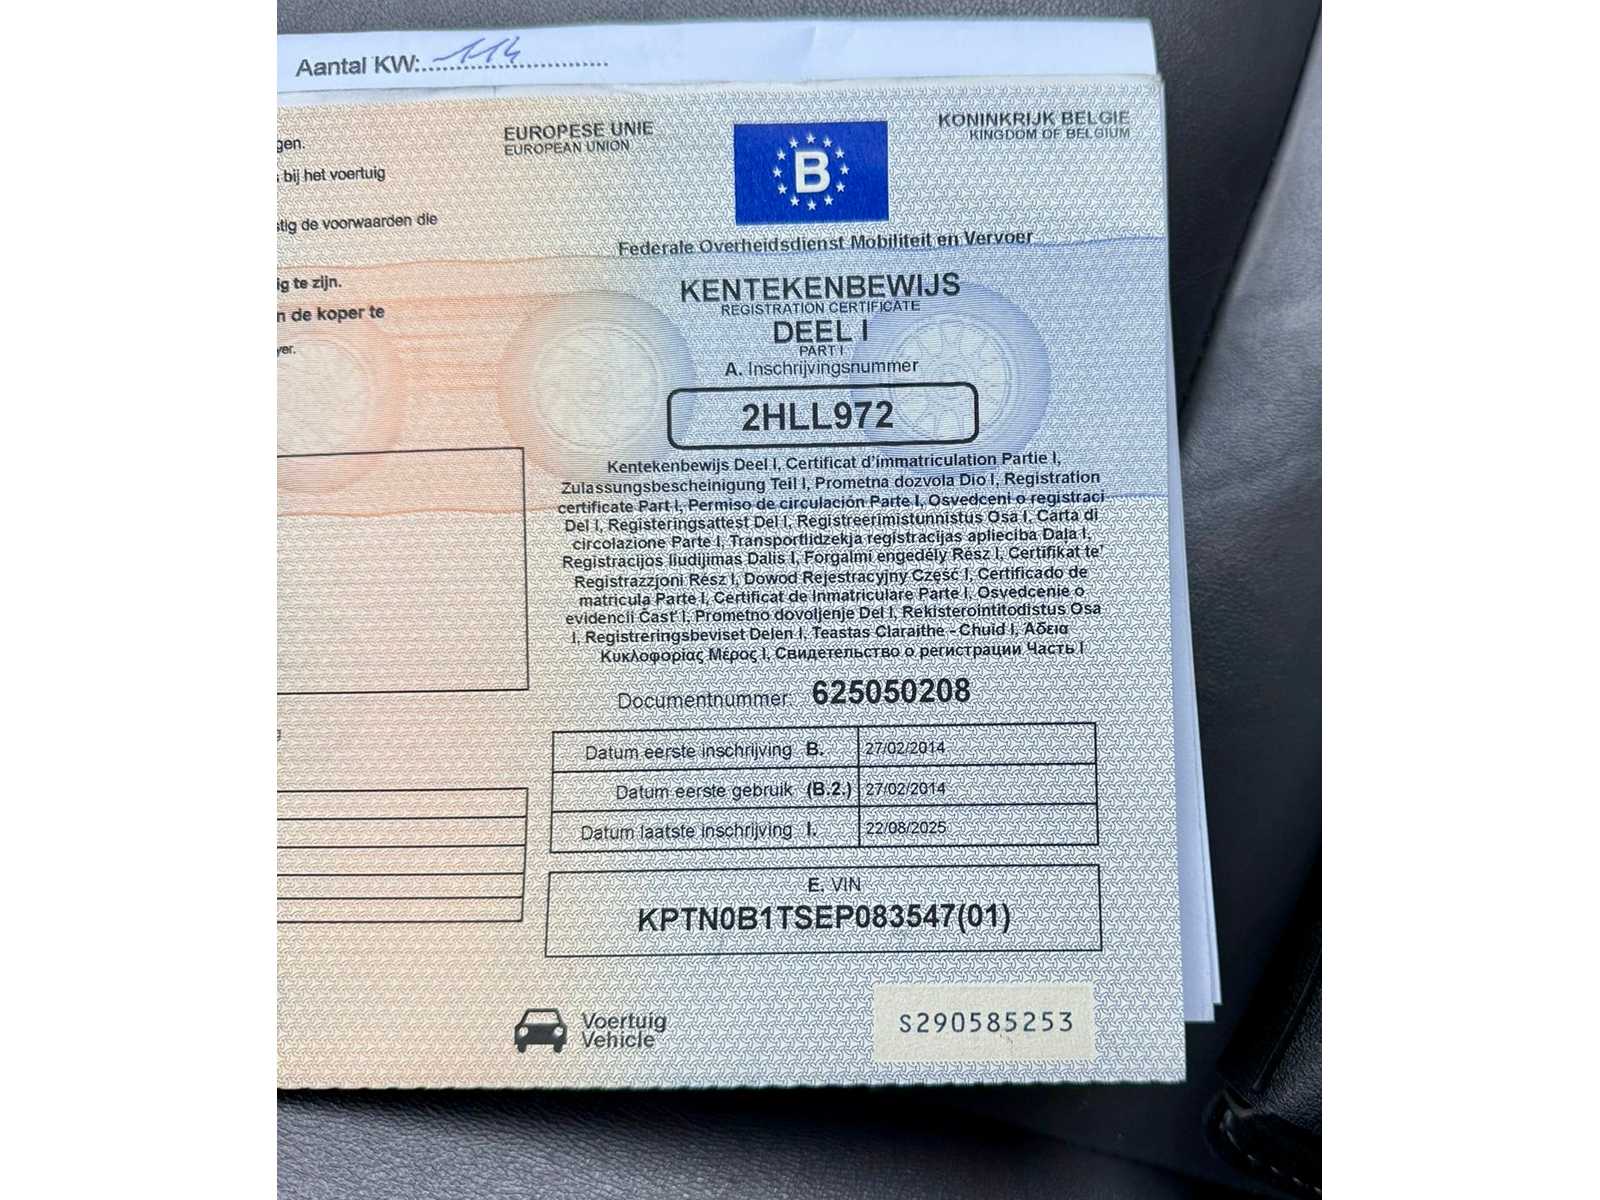 Aantal KW: 114
gen.
bij het voertuig
stig de voorwaarden die
ig te zijn.
n de koper te
yer.
EUROPESE UNIE
EUROPEAN UNION
B
KONINKRIJK BELGIE
KINGDOM OF BELGIUM
Federale Overheidsdienst Mobiliteit en Vervoer
KENTEKENBEWIJS
REGISTRATION CERTIFICATE
DEEL I
PART I
A. Inschrijvingsnummer
2HLL972
Kentekenbewijs Deel I, Certificat d'immatriculation Partie I,
Zulassungsbescheinigung Teil I, Prometna dozvola Dio I, Registration
certificate Part I, Permiso de circulación Parte I, Osvedceni o registraci
Del I, Registeringsattest Del I, Registreerimistunnistus Osa I, Carta di
circolazione Parte I, Transportlidzekja registracijas aplieciba Daļa I,
Registracijos liudijimas Dalis I, Forgalmi engedély Rész I, Certifikat ta'
Registrazzjoni Rész I, Dowod Rejestracyjny Część I, Certificado de
matricula Parte I, Certificat de Inmatriculare Parte I, Osvedcenie o
evidencii Časť I, Prometno dovoljenje Del I, Rekisterointitodistus Osa
I, Registreringsbeviset Delen I, Teastas Claraithe - Chuid I, Άδεια
Κυκλοφορίας Μέρος I, Свидетельство о регистрации Часть I
Documentnummer: 625050208
Datum eerste inschrijving B. 27/02/2014
Datum eerste gebruik (B.2.) 27/02/2014
Datum laatste inschrijving I. 22/08/2025
E. VIN
KPTN0B1TSEP083547(01)
Voertuig
Vehicle
S290585253